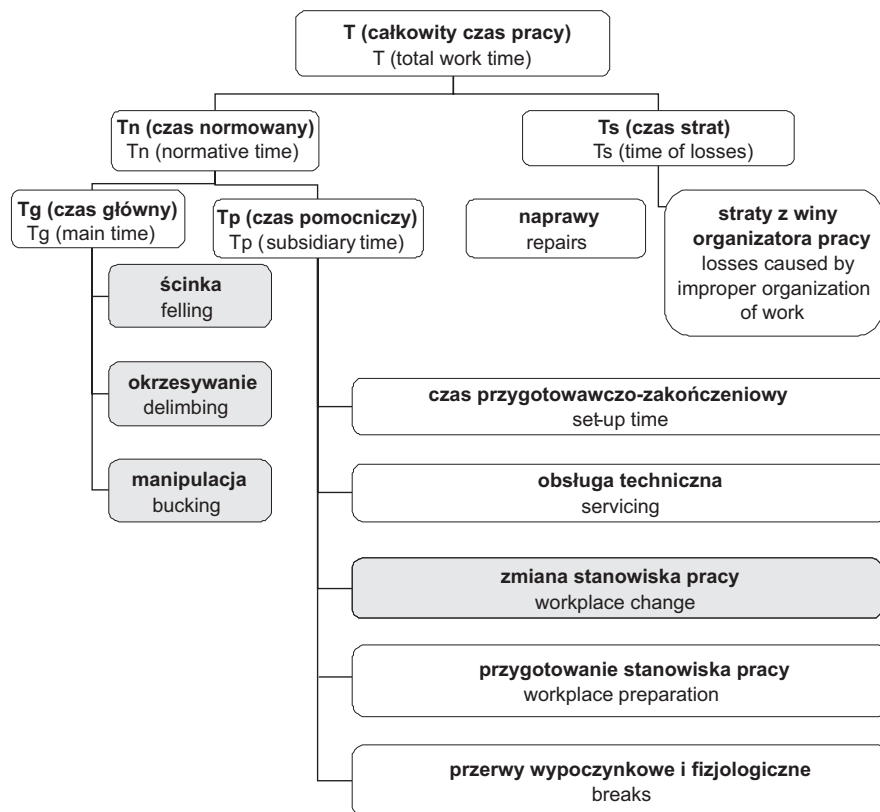 T (całkowity czas pracy)
T (total work time)
Tn (czas normowany)
Tn (normative time)
Ts (czas strat)
Ts (time of losses)
Tg (czas główny)
Tg (main time)
Tp (czas pomocniczy)
Tp (subsidiary time)
naprawy
repairs
straty z winy
organizatora pracy
losses caused by
improper organization
of work
ścinka
felling
okrzesywanie
delimbing
manipulacja
bucking
czas przygotowawczo-zakończeniowy
set-up time
obsługa techniczna
servicing
zmiana stanowiska pracy
workplace change
przygotowanie stanowiska pracy
workplace preparation
przerwy wypoczynkowe i fizjologiczne
breaks